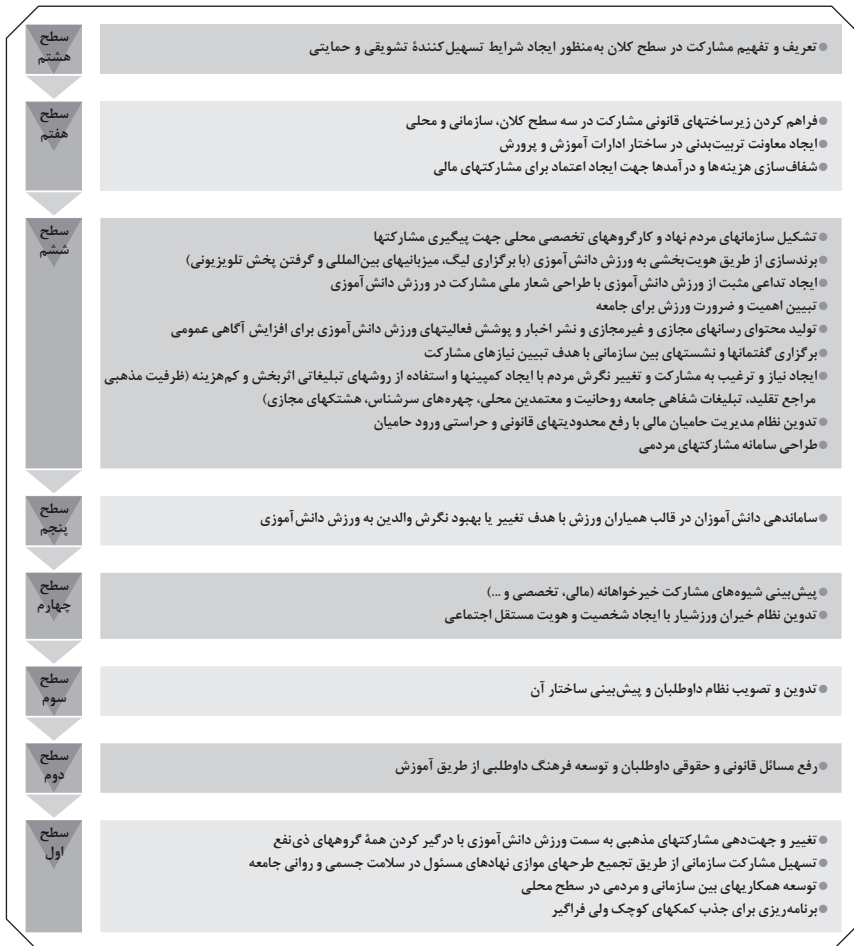 سطح
هشتم
●تعریف و تفهیم مشارکت در سطح کلان به‌منظور ایجاد شرایط تسهیل‌کنندهٔ تشویقی و حمایتی
سطح
هفتم
●فراهم کردن زیرساختهای قانونی مشارکت در سه سطح کلان، سازمانی و محلی
●ایجاد معاونت تربیت‌بدنی در ساختار ادارات آموزش و پرورش
●شفاف‌سازی هزینه‌ها و درآمدها جهت ایجاد اعتماد برای مشارکتهای مالی
سطح
ششم
●تشکیل سازمانهای مردم نهاد و کارگروههای تخصصی محلی جهت پیگیری مشارکتها
●برندسازی از طریق هویت‌بخشی به ورزش دانش‌آموزی (با برگزاری لیگ، میزبانیهای بین‌المللی و گرفتن پخش تلویزیونی)
●ایجاد تداعی مثبت از ورزش دانش‌آموزی با طراحی شعار ملی مشارکت در ورزش دانش‌آموزی
●تبیین اهمیت و ضرورت ورزش برای جامعه
●تولید محتوای رسانهای مجازی و غیرمجازی و نشر اخبار و پوشش فعالیتهای ورزش دانش‌آموزی برای افزایش آگاهی عمومی
●برگزاری گفتمانها و نشستهای بین سازمانی با هدف تبیین نیازهای مشارکت
●ایجاد نیاز و ترغیب به مشارکت و تغییر نگرش مردم با ایجاد کمپینها و استفاده از روشهای تبلیغاتی اثربخش و کم‌هزینه (ظرفیت مذهبی
مراجع تقلید، تبلیغات شفاهی جامعه روحانیت و معتمدین محلی، چهره‌های سرشناس، هشتکهای مجازی)
●تدوین نظام مدیریت حامیان مالی با رفع محدودیتهای قانونی و حراستی ورود حامیان
●طراحی سامانه مشارکتهای مردمی
سطح
پنجم
●ساماندهی دانش‌آموزان در قالب همیاران ورزش با هدف تغییر یا بهبود نگرش والدین به ورزش دانش‌آموزی
سطح
چهارم
●پیش‌بینی شیوه‌های مشارکت خیرخواهانه (مالی، تخصصی و ...)
●تدوین نظام خیران ورزشیار با ایجاد شخصیت و هویت مستقل اجتماعی
سطح
سوم
●تدوین و تصویب نظام داوطلبان و پیش‌بینی ساختار آن
سطح
دوم
●رفع مسائل قانونی و حقوقی داوطلبان و توسعه فرهنگ داوطلبی از طریق آموزش
سطح
اول
●تغییر و جهت‌دهی مشارکتهای مذهبی به سمت ورزش دانش‌آموزی با درگیر کردن همهٔ گروههای ذی‌نفع
●تسهیل مشارکت سازمانی از طریق تجمیع طرحهای موازی نهادهای مسئول در سلامت جسمی و روانی جامعه
●توسعه همکاریهای بین سازمانی و مردمی در سطح محلی
●برنامه‌ریزی برای جذب کمکهای کوچک ولی فراگیر